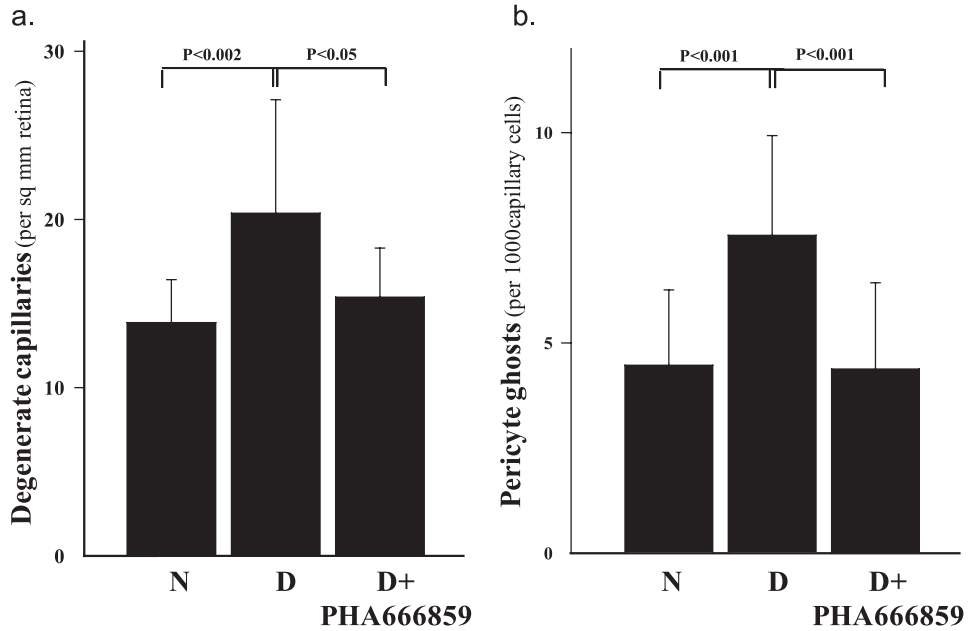 a.
Degenerate capillaries (per sq mm retina)
30
20
10
0
P<0.002
P<0.05
N
D
D+
PHA666859
b.
Pericyte ghosts (per 1000capillary cells)
10
5
0
P<0.001
P<0.001
N
D
D+
PHA666859